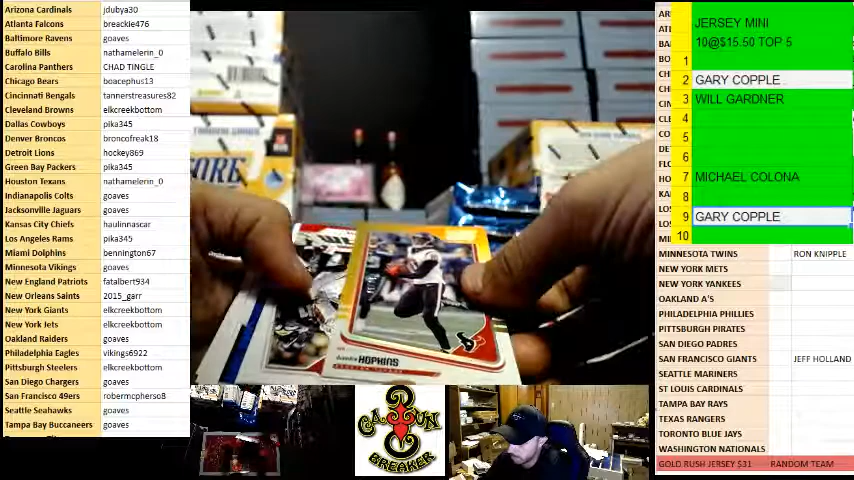 Arizona Cardinals jdubya30
Atlanta Falcons breackie476
Baltimore Ravens goaves
Buffalo Bills nathamelerin_0
Carolina Panthers CHAD TINGLE
Chicago Bears boacephus13
Cincinnati Bengals tannerstreasures82
Cleveland Browns elkcreekbottom
Dallas Cowboys pika345
Denver Broncos broncofreak18
Detroit Lions hockey869
Green Bay Packers pika345
Houston Texans nathamelerin_0
Indianapolis Colts goaves
Jacksonville Jaguars goaves
Kansas City Chiefs haulinnascar
Los Angeles Rams pika345
Miami Dolphins bennington67
Minnesota Vikings goaves
New England Patriots fatalbert934
New Orleans Saints 2015_garr
New York Giants elkcreekbottom
New York Jets elkcreekbottom
Oakland Raiders goaves
Philadelphia Eagles vikings6922
Pittsburgh Steelers elkcreekbottom
San Diego Chargers goaves
San Francisco 49ers robermcpherso8
Seattle Seahawks goaves
Tampa Bay Buccaneers goaves
HOPKINS
CAJUN
BREAKER
JERSEY MINI
10@$15.50 TOP 5
1
2 GARY COPPLE
3 WILL GARDNER
4
5
6
7 MICHAEL COLONA
8
9 GARY COPPLE
10
MINNESOTA TWINS RON KNIPPLE
NEW YORK METS
NEW YORK YANKEES
OAKLAND A'S
PHILADELPHIA PHILLIES
PITTSBURGH PIRATES
SAN DIEGO PADRES
SAN FRANCISCO GIANTS JEFF HOLLAND
SEATTLE MARINERS
ST LOUIS CARDINALS
TAMPA BAY RAYS
TEXAS RANGERS
TORONTO BLUE JAYS
WASHINGTON NATIONALS
GOLD RUSH JERSEY $31 RANDOM TEAM